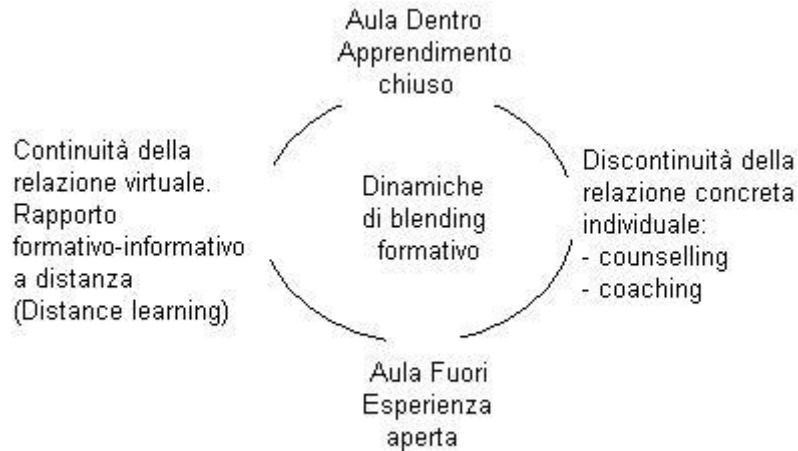 Aula Dentro
Apprendimento
chiuso
Continuità della
relazione virtuale.
Rapporto
formativo-informativo
a distanza
(Distance learning)
Dinamiche
di blending
formativo
Discontinuità della
relazione concreta
individuale:
- counselling
- coaching
Aula Fuori
Esperienza
aperta